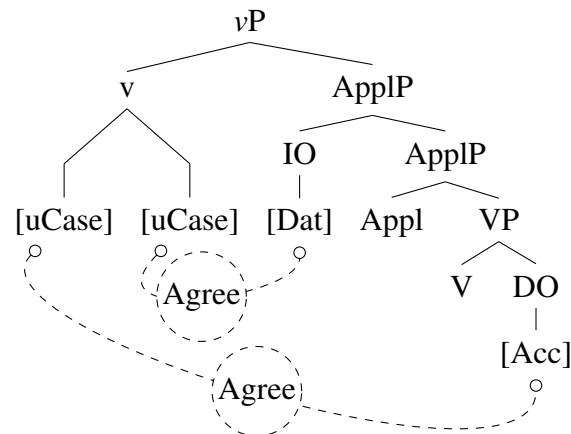 vP
v ApplP
IO ApplP
[uCase] [uCase] [Dat] Appl VP
Agree V DO
[Acc]
Agree